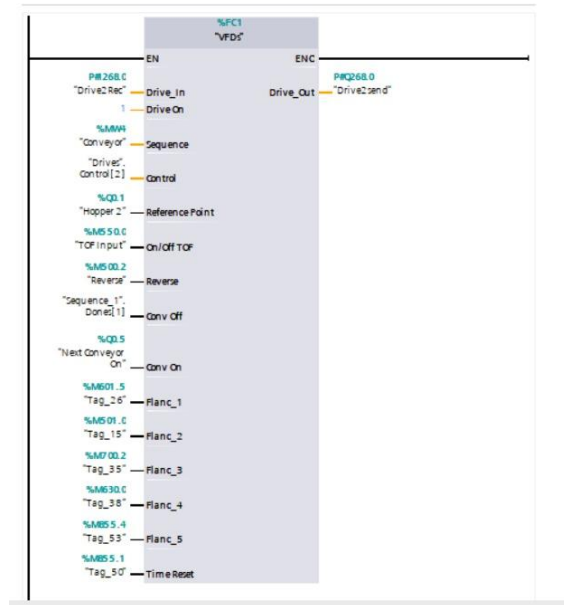 %FC1
"VFDs"
EN
ENO
P#I268.0
"Drive2Rec"
Drive_In
P#Q268.0
Drive_Out
"Drive2send"
1
Drive On
%MW4
"Conveyor"
Sequence
"Drives".
Control[2]
Control
%Q0.1
"Hopper 2"
Reference Point
%M550.0
"TOF Input"
On/Off TOF
%M500.2
"Reverse"
Reverse
"Sequence_1".
Dones[1]
Conv Off
%Q0.5
"Next Conveyor
On"
Conv On
%M601.5
"Tag_26"
Flanc_1
%M501.0
"Tag_15"
Flanc_2
%M700.2
"Tag_35"
Flanc_3
%M630.0
"Tag_38"
Flanc_4
%M855.4
"Tag_53"
Flanc_5
%M855.1
"Tag_50"
Time Reset